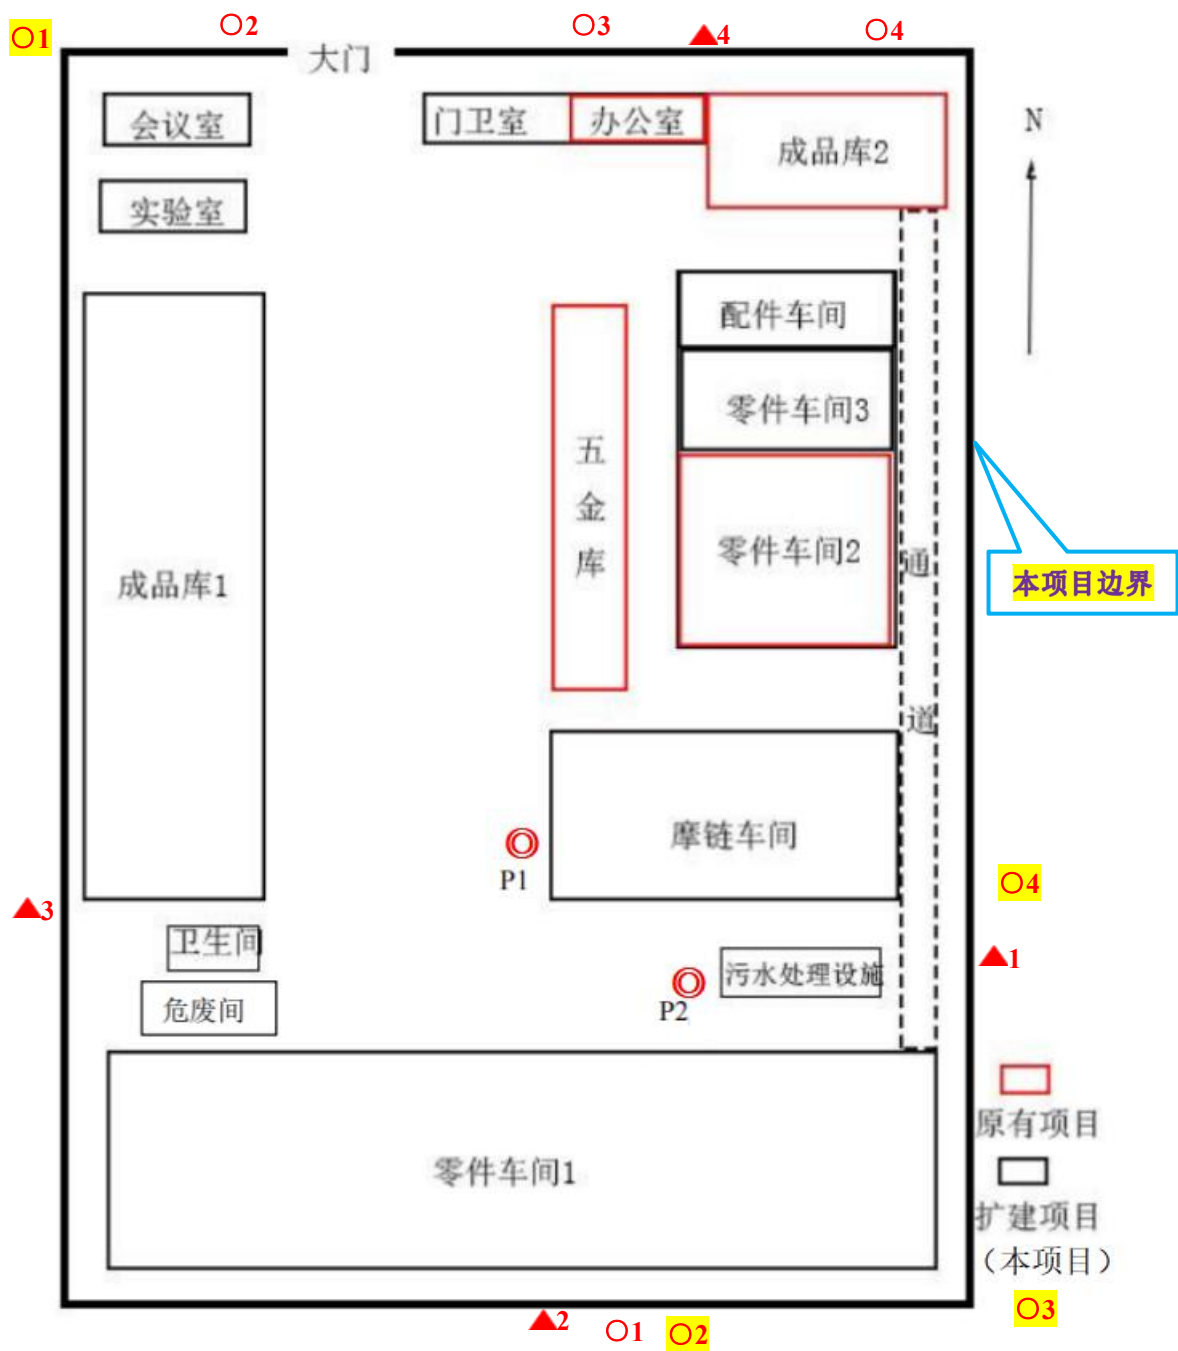 ○1
○2
○3
▲4
○4
大门
会议室
门卫室
办公室
成品库2
N
实验室
配件车间
零件车间3
五金库
零件车间2
通道
本项目边界
成品库1
摩链车间
P1
○4
▲3
卫生间
▲1
污水处理设施
P2
危废间
原有项目
零件车间1
扩建项目
（本项目）
○3
▲2
○1
○2